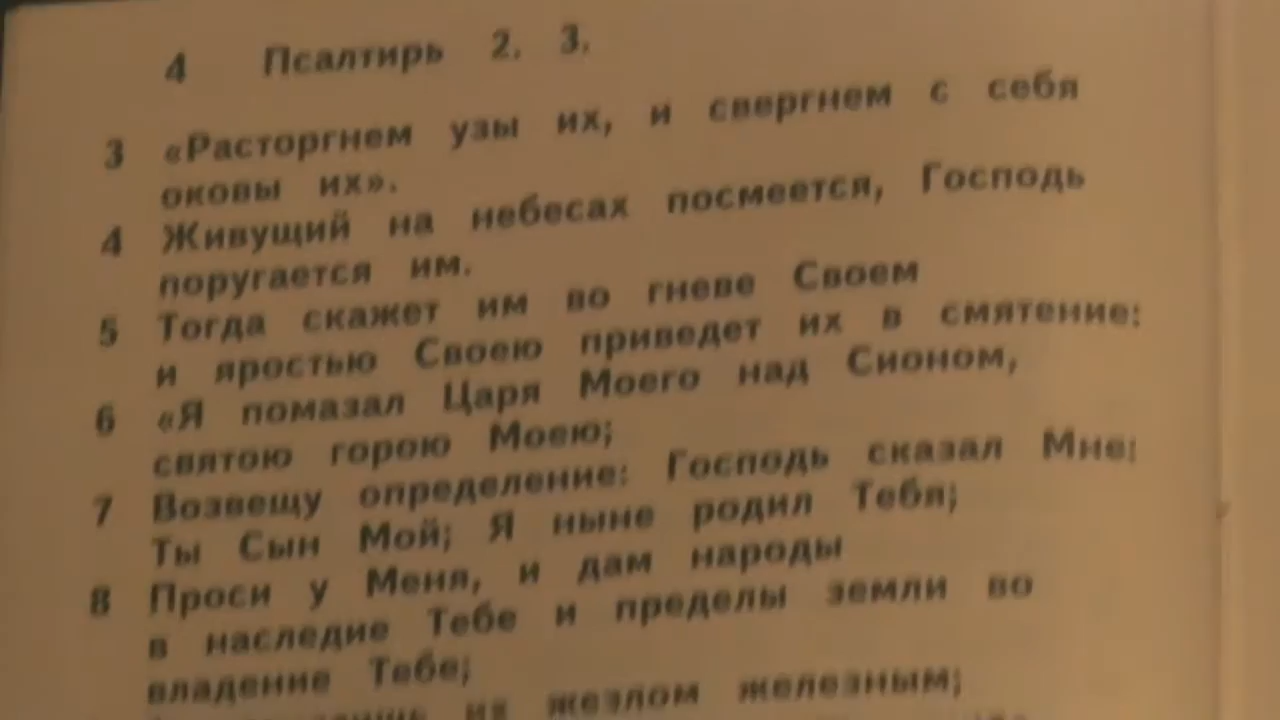 4 Псалтирь 2. 3.
3 «Расторгнем узы их, и свергнем с себя
оковы их».
4 Живущий на небесах посмеется, Господь
поругается им.
5 Тогда скажет им во гневе Своем
и яростью Своею приведет их в смятение:
6 «Я помазал Царя Моего над Сионом,
святою горою Моею;
7 Возвещу определение: Господь сказал Мне:
Ты Сын Мой; Я ныне родил Тебя;
8 Проси у Меня, и дам народы
в наследие Тебе и пределы земли во
владение Тебе;
их жезлом железным;